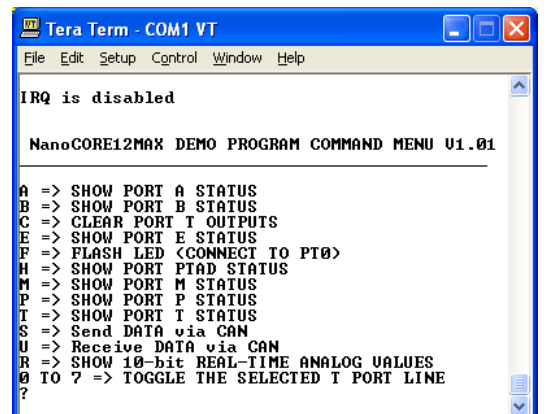 Tera Term - COM1 VT
File Edit Setup Control Window Help
IRQ is disabled
NanoCORE12MAX DEMO PROGRAM COMMAND MENU V1.01
A => SHOW PORT A STATUS
B => SHOW PORT B STATUS
C => CLEAR PORT T OUTPUTS
E => SHOW PORT E STATUS
F => FLASH LED (CONNECT TO PT0)
H => SHOW PORT PTAD STATUS
M => SHOW PORT M STATUS
P => SHOW PORT P STATUS
T => SHOW PORT T STATUS
S => Send DATA via CAN
U => Receive DATA via CAN
R => SHOW 10-bit REAL-TIME ANALOG VALUES
0 TO 7 => TOGGLE THE SELECTED T PORT LINE
?